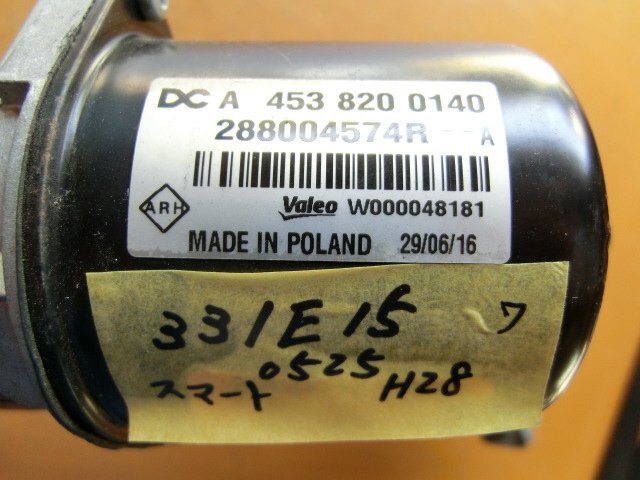 DC A 453 820 0140
288004574R --A
ARH
Valeo W000048181
MADE IN POLAND 29/06/16
331E15 ワ
0525
スマート H28